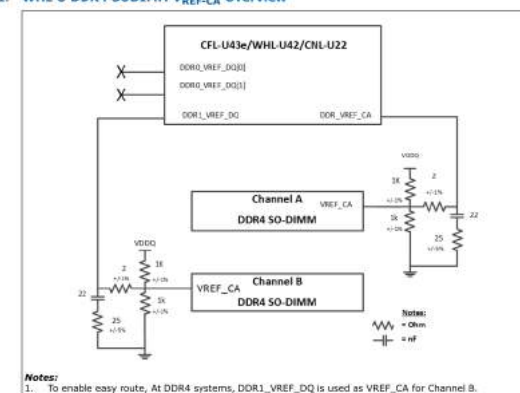 WHL U DDR4 SODIMM VREF-CA Overview
CFL-U43e/WHL-U42/CNL-U22
DDR0_VREF_DQ[0]
DDR0_VREF_DQ[1]
DDR1_VREF_DQ
DDR_VREF_CA
VDDQ
1K
+/-1%
2
+/-1%
1k
+/-1%
22
25
+/-5%
Channel A
VREF_CA
DDR4 SO-DIMM
VDDQ
2
+/-1%
1K
+/-1%
1k
+/-1%
22
25
+/-5%
Channel B
VREF_CA
DDR4 SO-DIMM
Notes:
= Ohm
= nF
Notes:
1. To enable easy route, At DDR4 systems, DDR1_VREF_DQ is used as VREF_CA for Channel B.